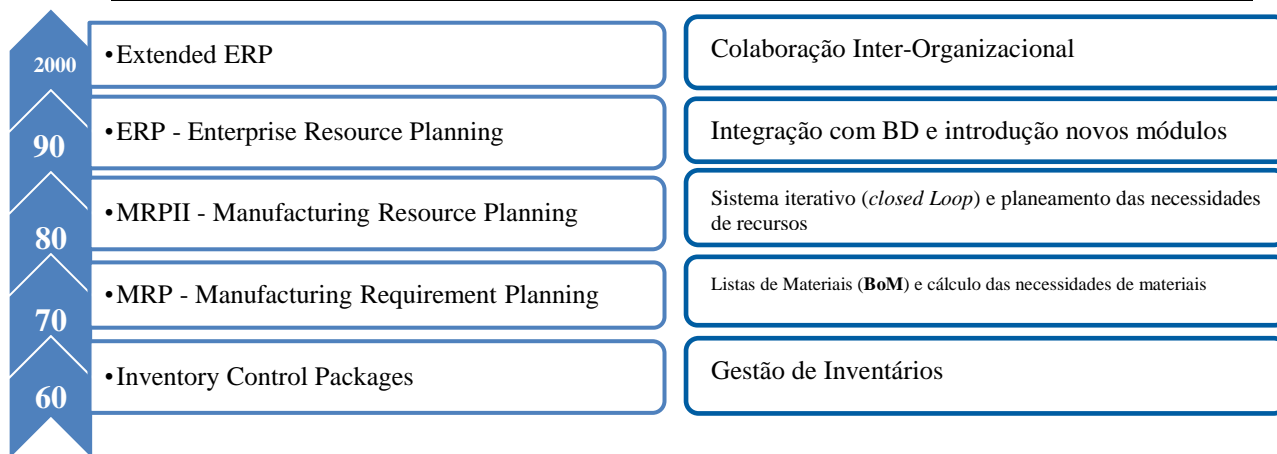 2000
•Extended ERP
Colaboração Inter-Organizacional
90
•ERP - Enterprise Resource Planning
Integração com BD e introdução novos módulos
80
•MRPII - Manufacturing Resource Planning
Sistema iterativo (closed Loop) e planeamento das necessidades
de recursos
70
•MRP - Manufacturing Requirement Planning
Listas de Materiais (BoM) e cálculo das necessidades de materiais
60
•Inventory Control Packages
Gestão de Inventários